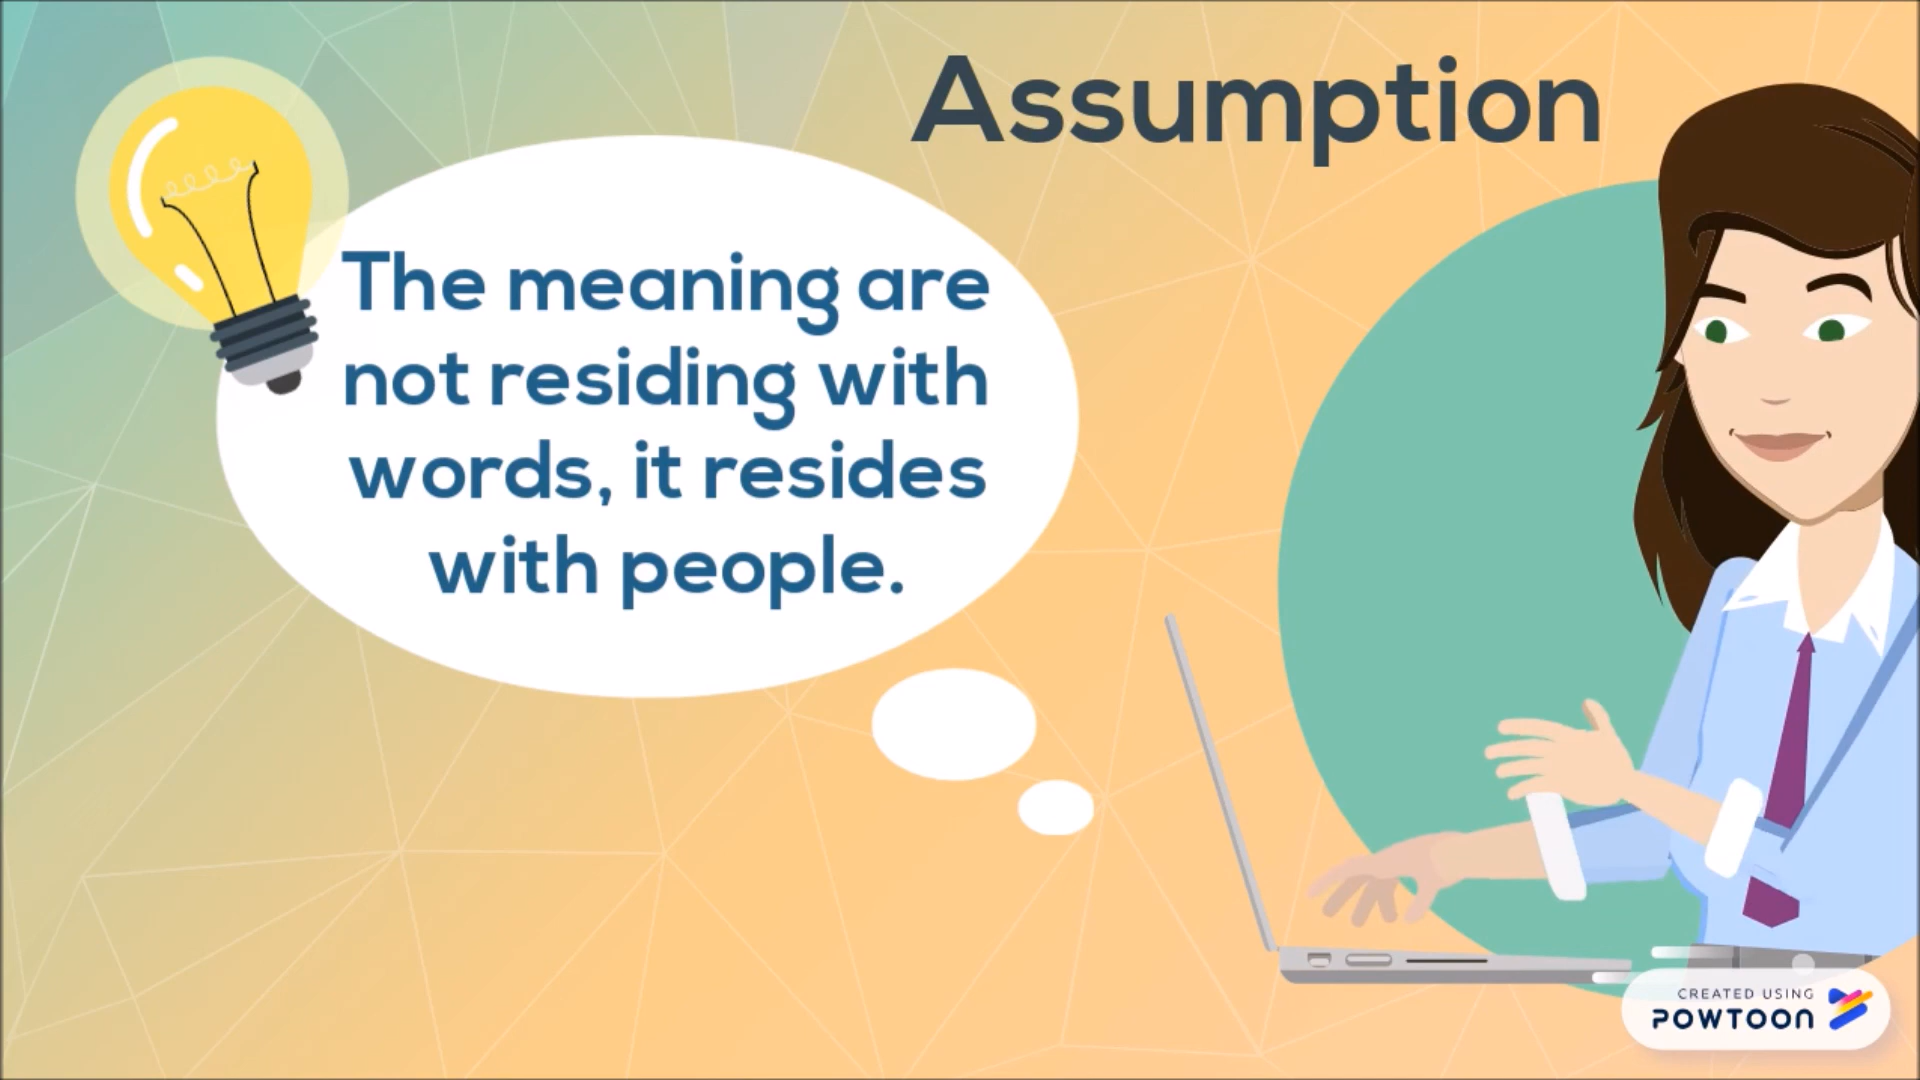 Assumption
The meaning are
not residing with
words, it resides
with people.
CREATED USING
POWTOON